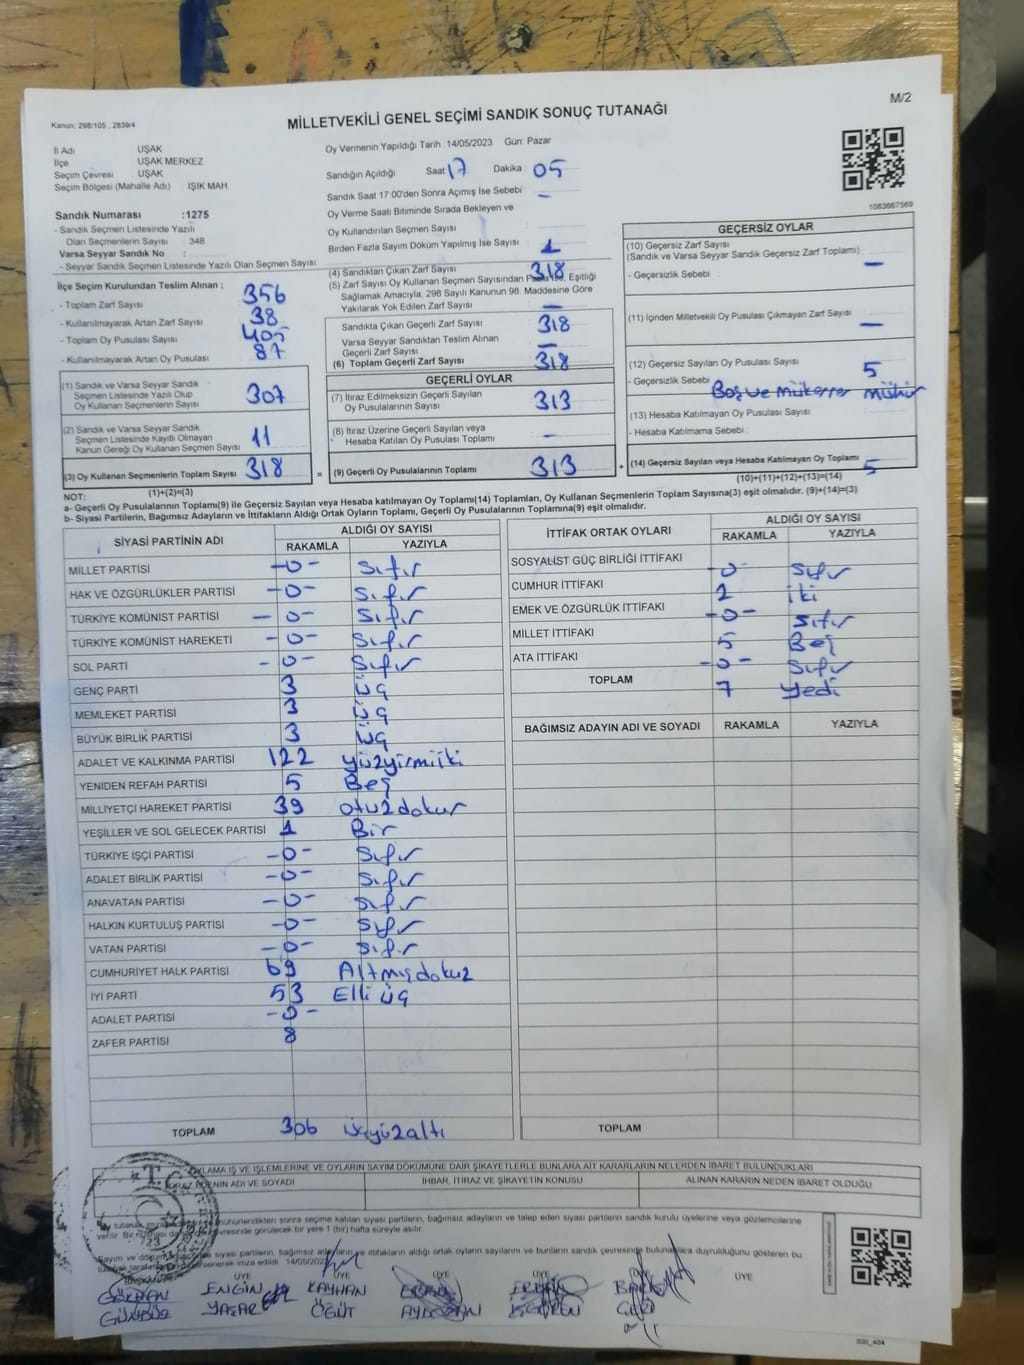 M/2
Kanun: 298/105 , 2839/4
MİLLETVEKİLİ GENEL SEÇİMİ SANDIK SONUÇ TUTANAĞI
İl Adı UŞAK
İlçe UŞAK MERKEZ
Seçim Çevresi : UŞAK
Seçim Bölgesi (Mahalle Adı) : IŞIK MAH
Sandık Numarası :1275
- Sandık Seçmen Listesinde Yazılı
Olan Seçmenlerin Sayısı : 348
Varsa Seyyar Sandık No :
- Seyyar Sandık Seçmen Listesinde Yazılı Olan Seçmen Sayısı
Oy Vermenin Yapıldığı Tarih : 14/05/2023 Gün: Pazar
Sandığın Açıldığı Saat 17 Dakika 05
Sandık Saat 17:00'den Sonra Açımış İse Sebebi : -
Oy Verme Saati Bitiminde Sırada Bekleyen ve
Oy Kullandırılan Seçmen Sayısı
Birden Fazla Sayım Döküm Yapılmış İse Sayısı 1
1083667569
İlçe Seçim Kurulundan Teslim Alınan ;
- Toplam Zarf Sayısı 356
- Kullanılmayarak Artan Zarf Sayısı 38
- Toplam Oy Pusulası Sayısı 405
- Kullanılmayarak Artan Oy Pusulası 87
(1) Sandık ve Varsa Seyyar Sandık
Seçmen Listesinde Yazılı Olup
Oy Kullanan Seçmenlerin Sayısı 307
(2) Sandık ve Varsa Seyyar Sandık
Seçmen Listesinde Kayıtlı Olmayan
Kanun Gereği Oy Kullanan Seçmen Sayısı 11
(3) Oy Kullanan Seçmenlerin Toplam Sayısı 318 =
(1)+(2)=(3)
(4) Sandıktan Çıkan Zarf Sayısı 318
(5) Zarf Sayısı Oy Kullanan Seçmen Sayısından Fazla İse, Eşitliği
Sağlamak Amacıyla, 298 Sayılı Kanunun 98. Maddesine Göre
Yakılarak Yok Edilen Zarf Sayısı -
Sandıkta Çıkan Geçerli Zarf Sayısı 318
Varsa Seyyar Sandıktan Teslim Alınan
Geçerli Zarf Sayısı -
(6) Toplam Geçerli Zarf Sayısı 318
GEÇERLİ OYLAR
(7) İtiraz Edilmeksizin Geçerli Sayılan
Oy Pusulalarının Sayısı 313
(8) İtiraz Üzerine Geçerli Sayılan veya
Hesaba Katılan Oy Pusulası Toplamı -
(9) Geçerli Oy Pusulalarının Toplamı 313 +
GEÇERSİZ OYLAR
(10) Geçersiz Zarf Sayısı
(Sandık ve Varsa Seyyar Sandık Geçersiz Zarf Toplamı) : -
- Geçersizlik Sebebi :
(11) İçinden Milletvekili Oy Pusulası Çıkmayan Zarf Sayısı -
(12) Geçersiz Sayılan Oy Pusulası Sayısı 5
- Geçersizlik Sebebi Boş ve Mükerrer mühür
(13) Hesaba Katılmayan Oy Pusulası Sayısı
- Hesaba Katılmama Sebebi :
(14) Geçersiz Sayılan veya Hesaba Katılmayan Oy Toplamı 5
(10)+(11)+(12)+(13)=(14)
NOT:
a- Geçerli Oy Pusulalarının Toplamı(9) ile Geçersiz Sayılan veya Hesaba katılmayan Oy Toplamı(14) Toplamları, Oy Kullanan Seçmenlerin Toplam Sayısına(3) eşit olmalıdır. (9)+(14)=(3)
b- Siyasi Partilerin, Bağımsız Adayların ve İttifakların Aldığı Ortak Oyların Toplamı, Geçerli Oy Pusulalarının Toplamına(9) eşit olmalıdır.
SİYASİ PARTİNİN ADI ALDIĞI OY SAYISI
RAKAMLA YAZIYLA
MİLLET PARTİSİ -0- Sıfır
HAK VE ÖZGÜRLÜKLER PARTİSİ -0- Sıfır
TÜRKİYE KOMÜNİST PARTİSİ -0- Sıfır
TÜRKİYE KOMÜNİST HAREKETİ -0- Sıfır
SOL PARTİ -0- Sıfır
GENÇ PARTİ 3 üç
MEMLEKET PARTİSİ 3 üç
BÜYÜK BİRLİK PARTİSİ 3 üç
ADALET VE KALKINMA PARTİSİ 122 yüzyirmiiki
YENİDEN REFAH PARTİSİ 5 Beş
MİLLİYETÇİ HAREKET PARTİSİ 39 otuzdokuz
YEŞİLLER VE SOL GELECEK PARTİSİ 1 Bir
TÜRKİYE İŞÇİ PARTİSİ -0- Sıfır
ADALET BİRLİK PARTİSİ -0- Sıfır
ANAVATAN PARTİSİ -0- Sıfır
HALKIN KURTULUŞ PARTİSİ -0- Sıfır
VATAN PARTİSİ -0- Sıfır
CUMHURİYET HALK PARTİSİ 69 Altmışdokuz
İYİ PARTİ 53 Elli üç
ADALET PARTİSİ -0-
ZAFER PARTİSİ 8
TOPLAM 306 üçyüzaltı
İTTİFAK ORTAK OYLARI ALDIĞI OY SAYISI
RAKAMLA YAZIYLA
SOSYALİST GÜÇ BİRLİĞİ İTTİFAKI -0- Sıfır
CUMHUR İTTİFAKI 2 iki
EMEK VE ÖZGÜRLÜK İTTİFAKI -0- Sıfır
MİLLET İTTİFAKI 5 Beş
ATA İTTİFAKI -0- Sıfır
TOPLAM 7 yedi
BAĞIMSIZ ADAYIN ADI VE SOYADI RAKAMLA YAZIYLA
TOPLAM
İŞ VE İŞLEMLERİNE VE OYLARIN SAYIM DÖKÜMÜNE DAİR ŞİKAYETLERLE BUNLARA AİT KARARLARIN NELERDEN İBARET BULUNDUKLARI
ADI VE SOYADI İHBAR, İTİRAZ VE ŞİKAYETİN KONUSU ALINAN KARARIN NEDEN İBARET OLDUĞU
T.C.
mühürlendikten sonra seçime katılan siyasi partilerin, bağımsız adayların ve talep eden siyasi partilerin sandık kurulu üyelerine veya gözlemcilerine
verilir. Bir çevresinde görülecek bir yere 1 (bir) hafta süreyle asılır.
Sayım ve siyasi partilerin, bağımsız adayların ve ittifakların aldığı ortak oyların sayılarını ve bunların sandık çevresinde bulunanlara duyrulduğunu gösteren bu
tutanak düzenlenerek imza edildi. 14/05/2023
ÜYE ÜYE ÜYE ÜYE ÜYE ÜYE
GÖKHAN ENGİN KAYHAN
YAŞAR ÖĞÜT